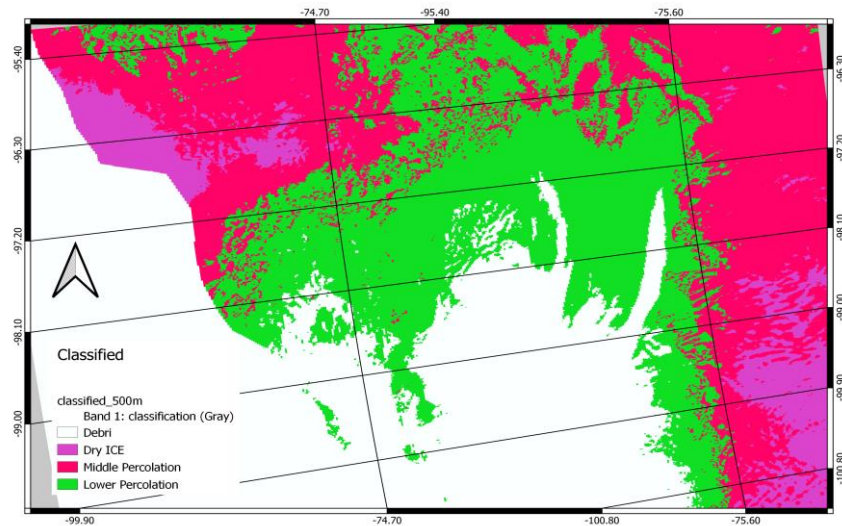 -74.70 -95.40 -75.60
-95.40
-96.30
-97.20
-98.10
-99.00
-96.30
-97.20
-98.10
-99.00
-99.90
-100.80
Classified
classified_500m
Band 1: classification (Gray)
Debri
Dry ICE
Middle Percolation
Lower Percolation
-99.90 -74.70 -100.80 -75.60